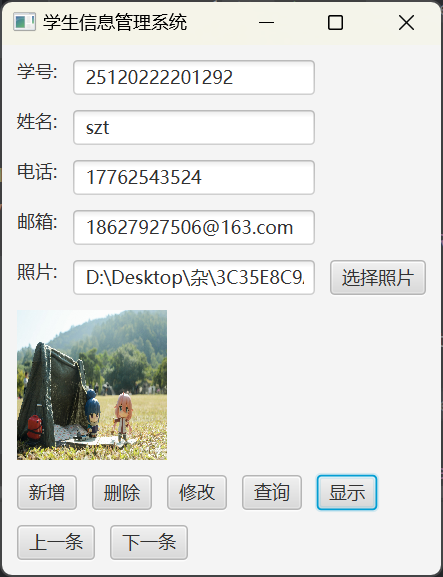 学生信息管理系统
学号: 25120222201292
姓名: szt
电话: 17762543524
邮箱: 18627927506@163.com
照片: D:\Desktop\杂\3C35E8C9 选择照片
新增 删除 修改 查询 显示
上一条 下一条